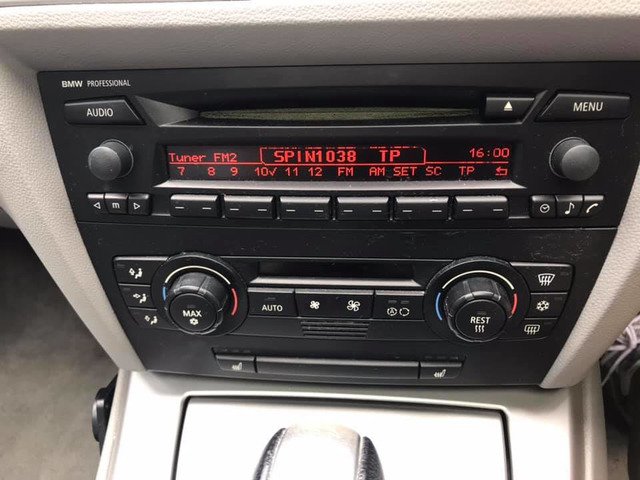 BMW PROFESSIONAL
AUDIO
MENU
Tuner FM2 SPIN1038 TP 16:00
7 8 9 10✓ 11 12 FM AM SET SC TP
m
AUTO
MAX
REST